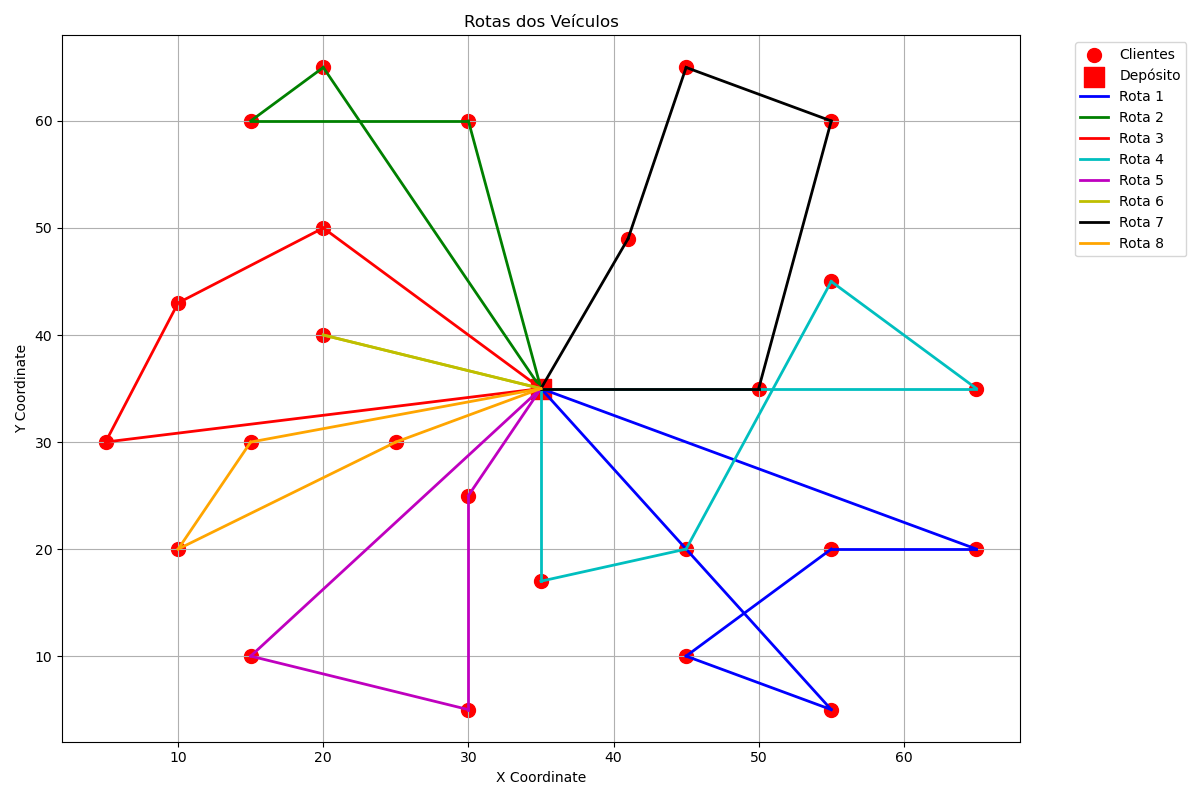 Rotas dos Veículos
Clientes
Depósito
Rota 1
Rota 2
Rota 3
Rota 4
Rota 5
Rota 6
Rota 7
Rota 8
Y Coordinate
60
50
40
30
20
10
10 20 30 40 50 60
X Coordinate